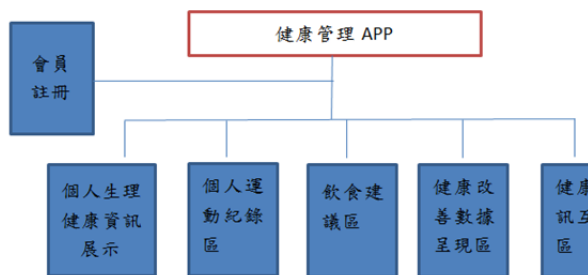 健康管理 APP
會員
註冊
個人生理
健康資訊
展示
個人運
動紀錄
區
飲食建
議區
健康改
善數據
呈現區
健康
訊互
區